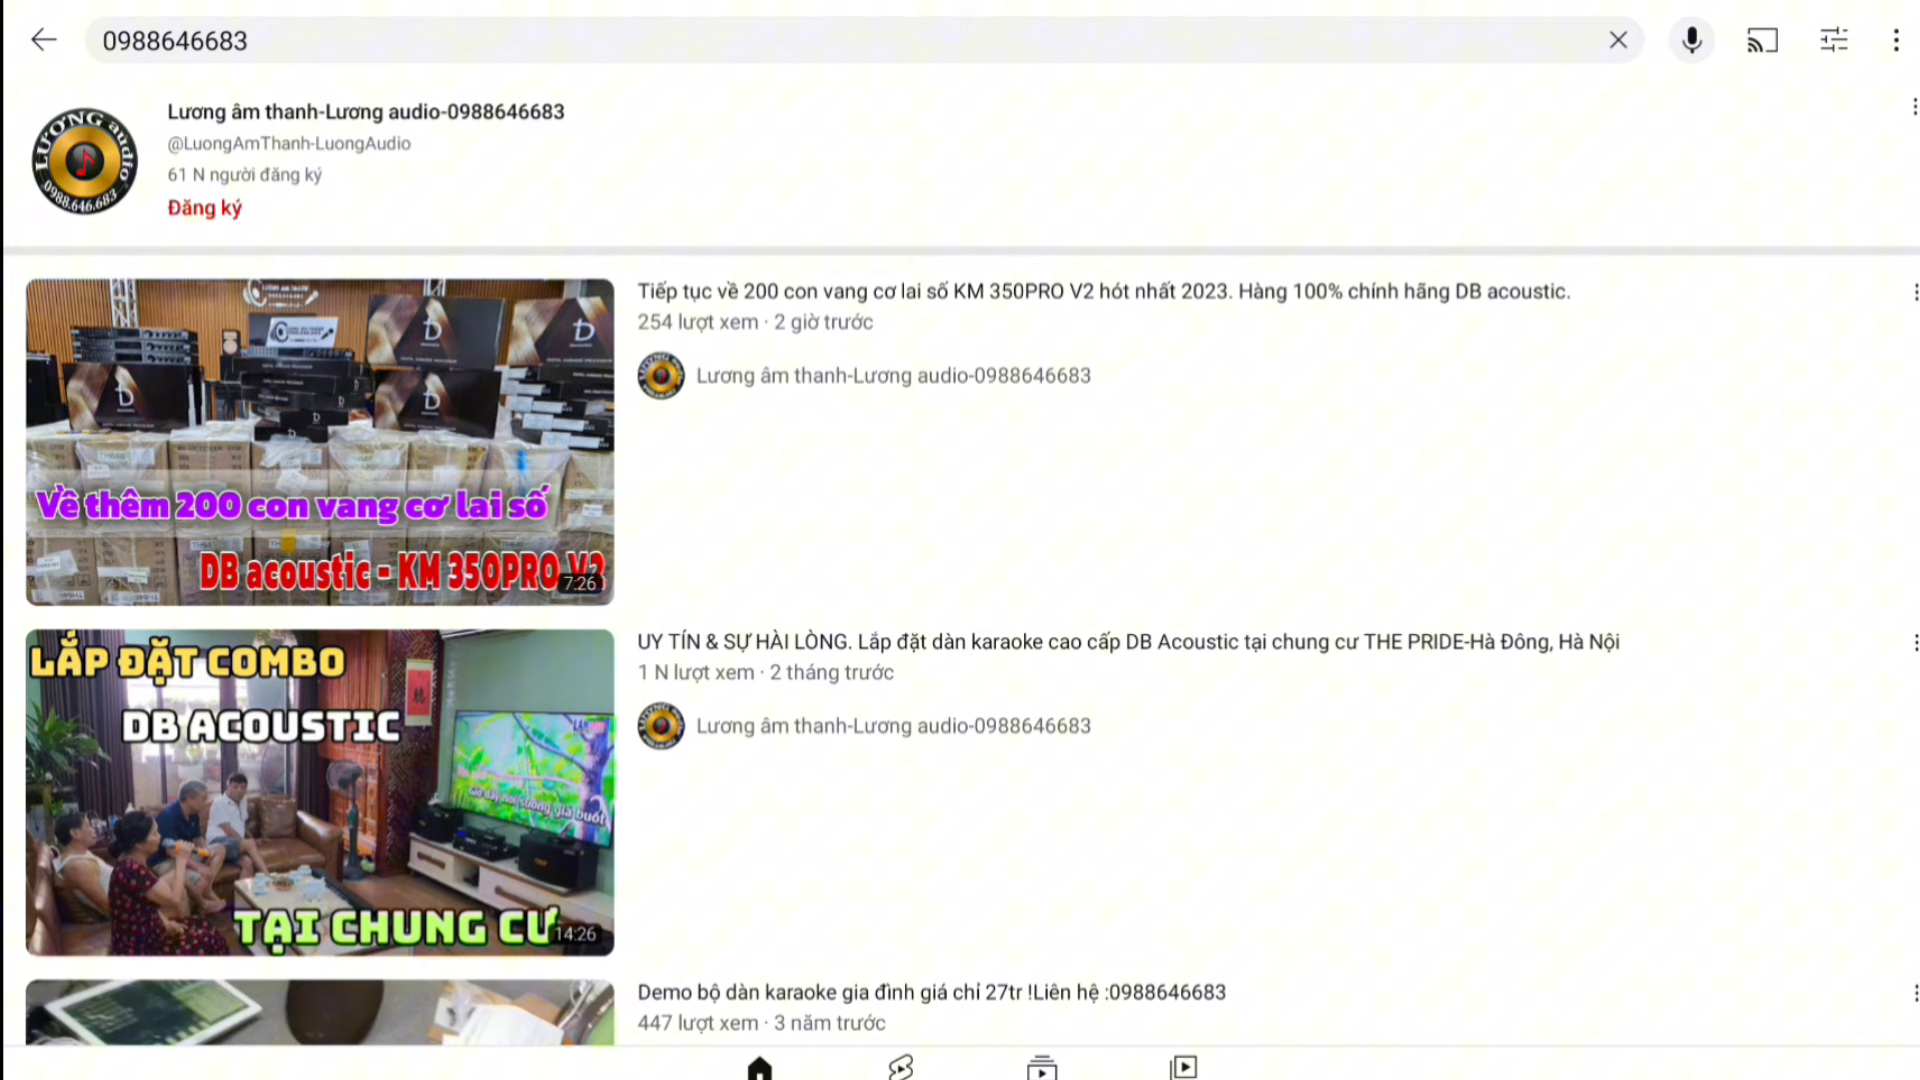 0988646683
Lương âm thanh-Lương audio-0988646683
@LuongAmThanh-LuongAudio
61 N người đăng ký
Đăng ký
LƯƠNG audio
0988.646.683
Tiếp tục về 200 con vang cơ lai số KM 350PRO V2 hót nhất 2023. Hàng 100% chính hãng DB acoustic.
254 lượt xem · 2 giờ trước
Lương âm thanh-Lương audio-0988646683
Về thêm 200 con vang cơ lai số
DB acoustic - KM 350PRO V2
7:26
UY TÍN & SỰ HÀI LÒNG. Lắp đặt dàn karaoke cao cấp DB Acoustic tại chung cư THE PRIDE-Hà Đông, Hà Nội
1 N lượt xem · 2 tháng trước
Lương âm thanh-Lương audio-0988646683
LẮP ĐẶT COMBO
DB ACOUSTIC
TẠI CHUNG CƯ
14:26
Demo bộ dàn karaoke gia đình giá chỉ 27tr !Liên hệ :0988646683
447 lượt xem · 3 năm trước